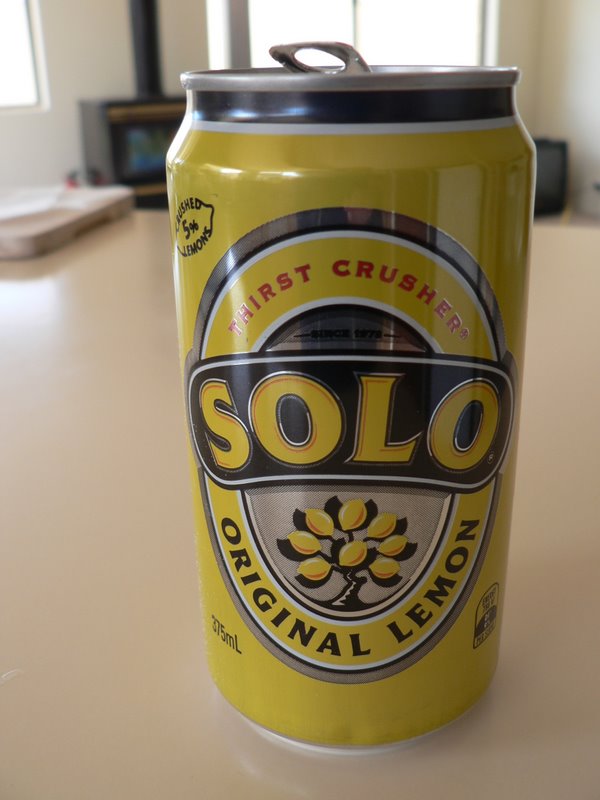 CRUSHED
5%
LEMONS
THIRST CRUSHER®
SINCE 1973
SOLO®
ORIGINAL LEMON
375mL